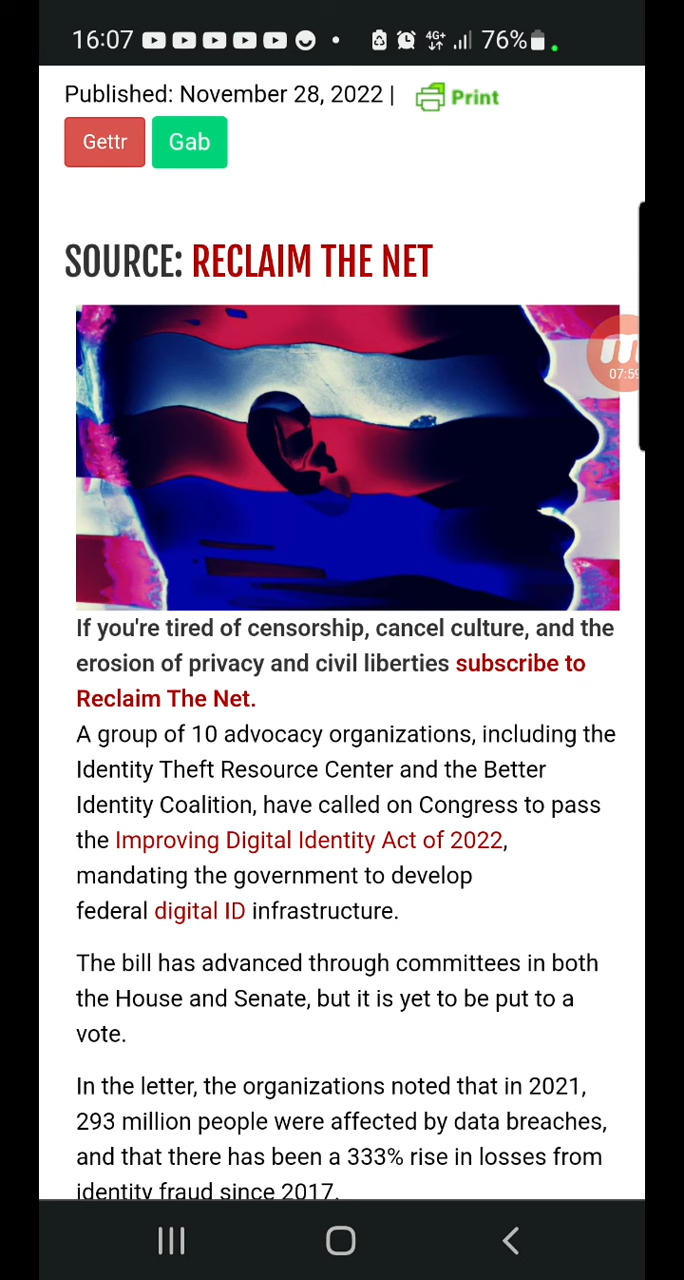 16:07
4G+
76%
Published: November 28, 2022 |
Print
Gettr
Gab
SOURCE: RECLAIM THE NET
m
07:59
If you're tired of censorship, cancel culture, and the
erosion of privacy and civil liberties subscribe to
Reclaim The Net.
A group of 10 advocacy organizations, including the
Identity Theft Resource Center and the Better
Identity Coalition, have called on Congress to pass
the Improving Digital Identity Act of 2022,
mandating the government to develop
federal digital ID infrastructure.
The bill has advanced through committees in both
the House and Senate, but it is yet to be put to a
vote.
In the letter, the organizations noted that in 2021,
293 million people were affected by data breaches,
and that there has been a 333% rise in losses from
identity fraud since 2017.